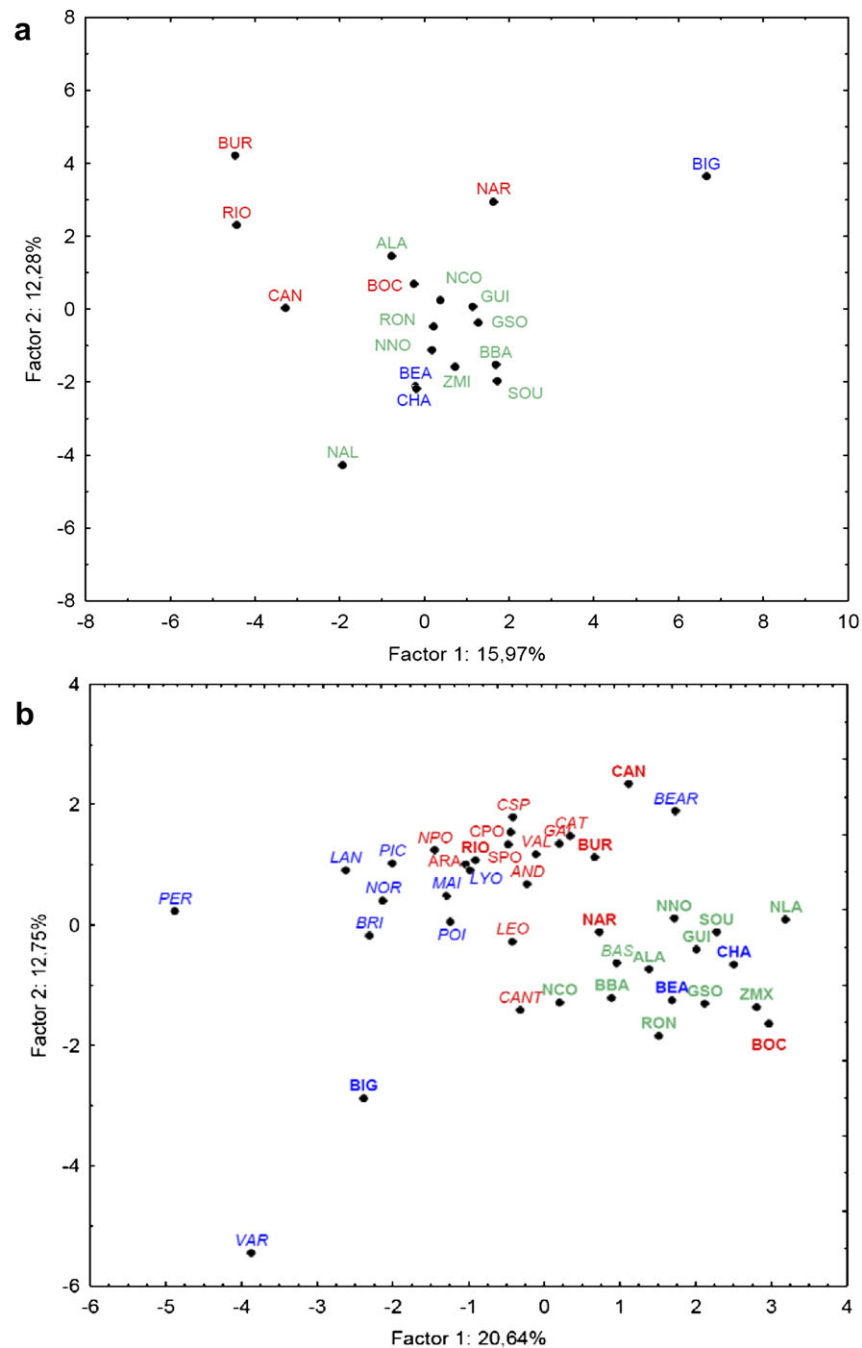 a
8
6
4
2
0
-2
-4
-6
-8
Factor 2: 12,28%
BUR
RIO
CAN
NAR
BIG
ALA
BOC
NCO
GUI
RON
GSO
NNO
BBA
BEA
ZMI
CHA
SOU
NAL
-8 -6 -4 -2 0 2 4 6 8 10
Factor 1: 15,97%
b
4
2
0
-2
-4
-6
Factor 2: 12.75%
CAN
BEAR
CSP
CPO
CAT
GAL
NPO
RIO
VAL
BUR
SPO
ARA
LAN
PIC
LYO
AND
MAI
NOR
PER
BRI
POI
LEO
NAR
NNO
SOU
NLA
GUI
CHA
BAS
ALA
CANT
NCO
BBA
BEA
GSO
ZMX
RON
BOC
BIG
VAR
-6 -5 -4 -3 -2 -1 0 1 2 3 4
Factor 1: 20,64%